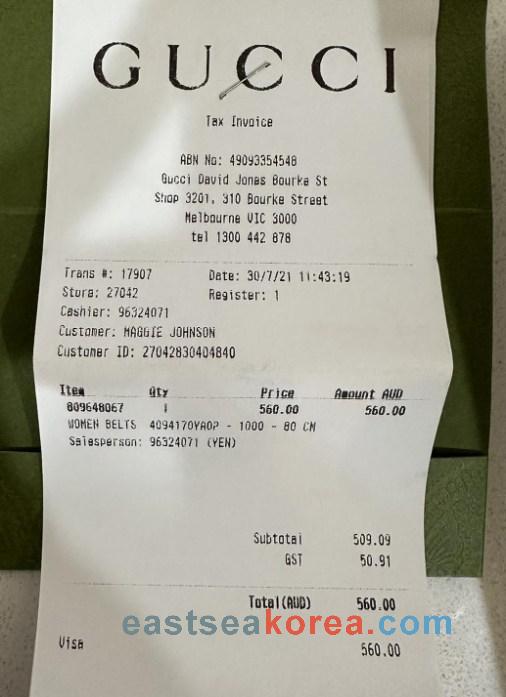 GUCCI
Tax Invoice
ABN No: 49093354548
Gucci David Jones Bourke St
Shop 3201, 310 Bourke Street
Melbourne VIC 3000
tel 1300 442 878
Trans #: 17907 Date: 30/7/21 11:43:19
Store: 27042 Register: 1
Cashier: 96324071
Customer: MAGGIE JOHNSON
Customer ID: 27042830404840
Item Qty Price Amount AUD
809648067 1 560.00 560.00
WOMEN BELTS 4094170YA0P - 1000 - 80 CM
Salesperson: 96324071 (YEN)
Subtotal 509.09
GST 50.91
Total(AUD) 560.00
eastseakorea.com
Visa 560.00